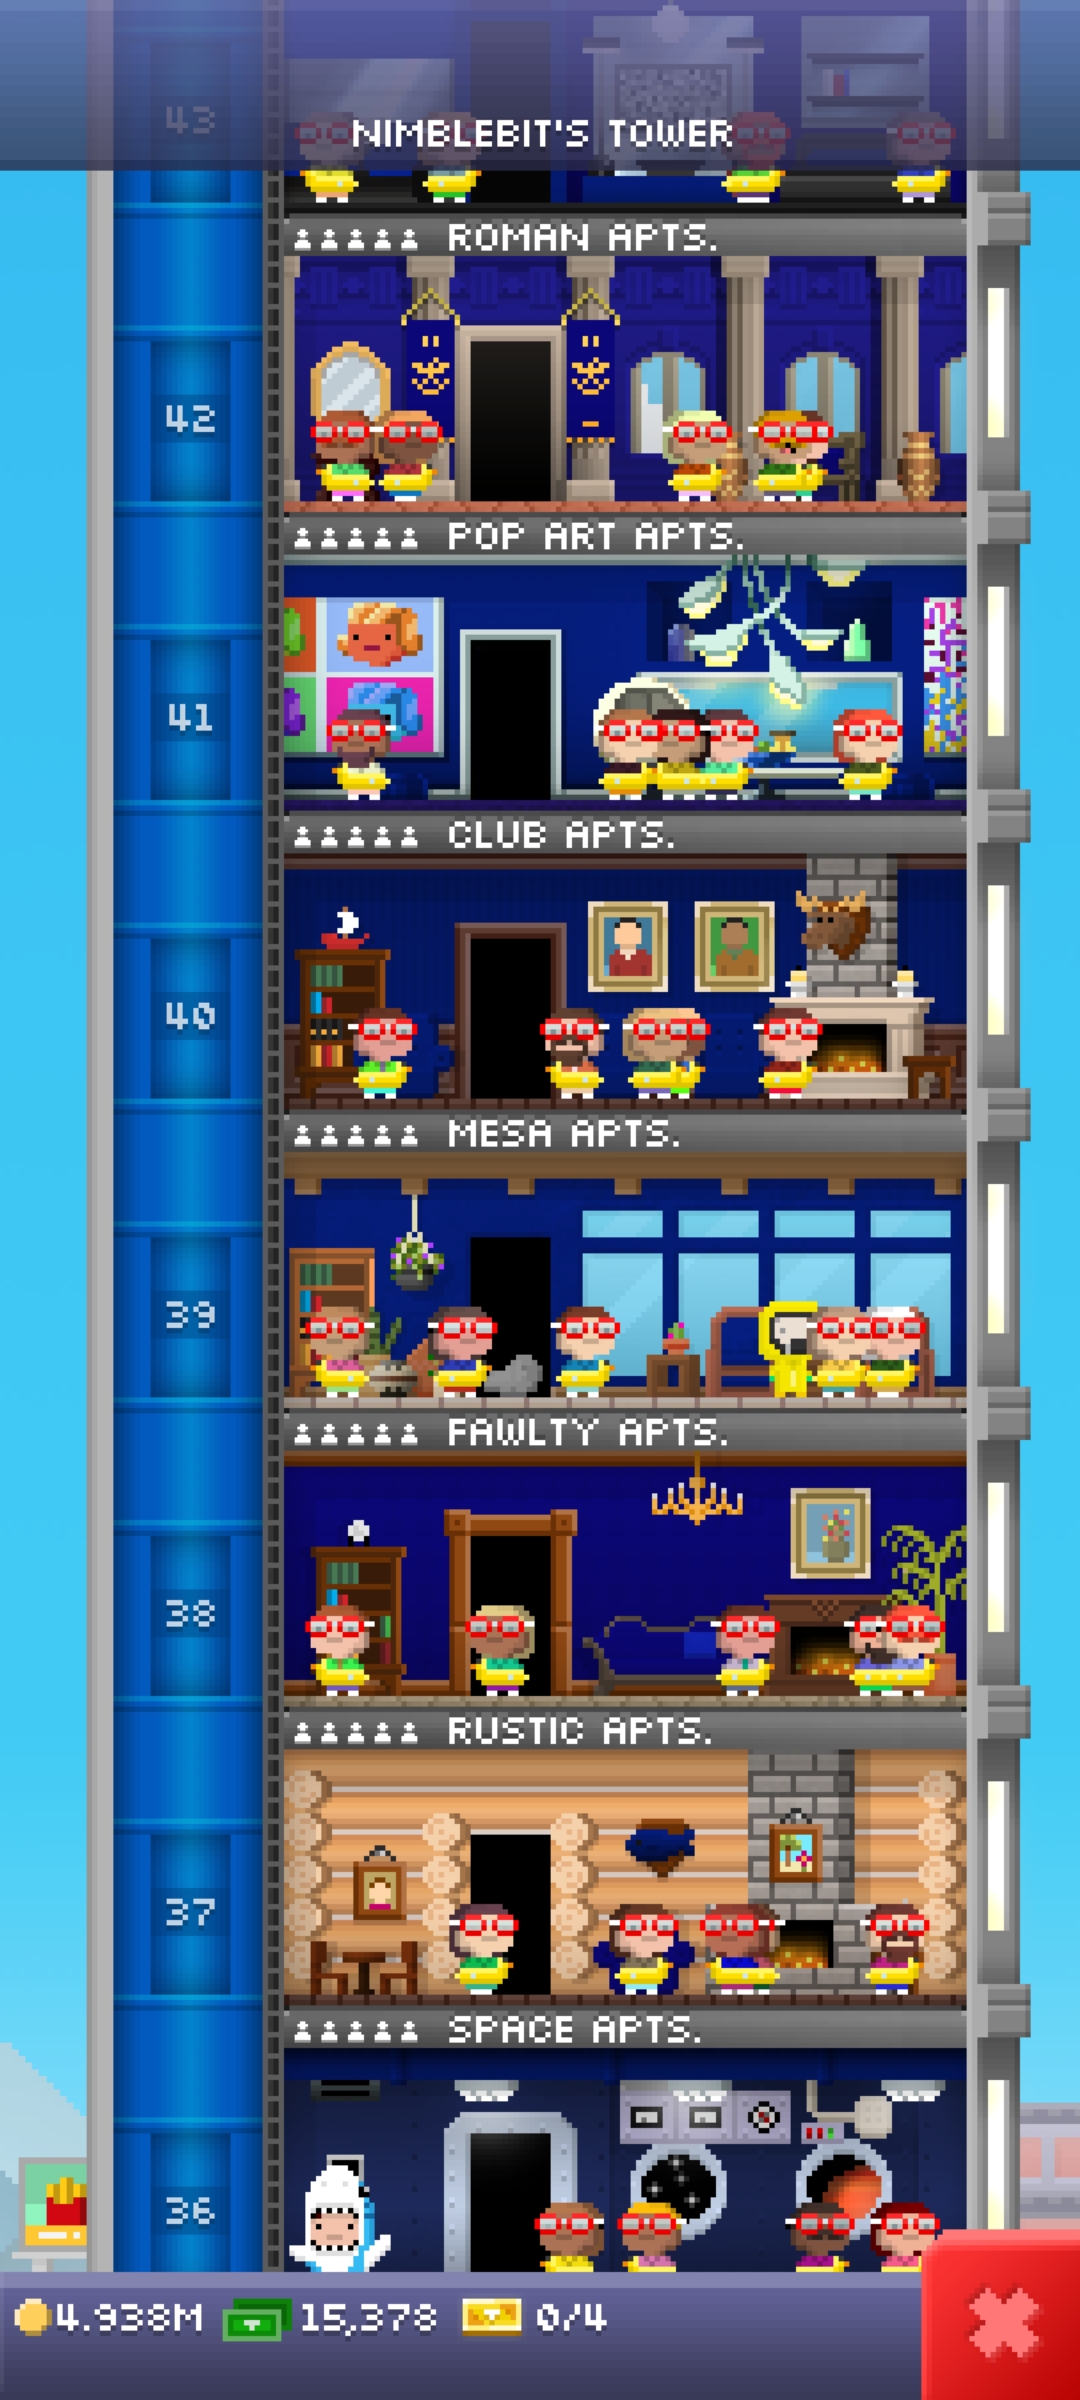 43
NIMBLEBIT'S TOWER
ROMAN APTS.
42
POP ART APTS.
41
CLUB APTS.
40
MESA APTS.
39
FAWLTY APTS.
38
RUSTIC APTS.
37
SPACE APTS.
36
4.938M 15,378 0/4